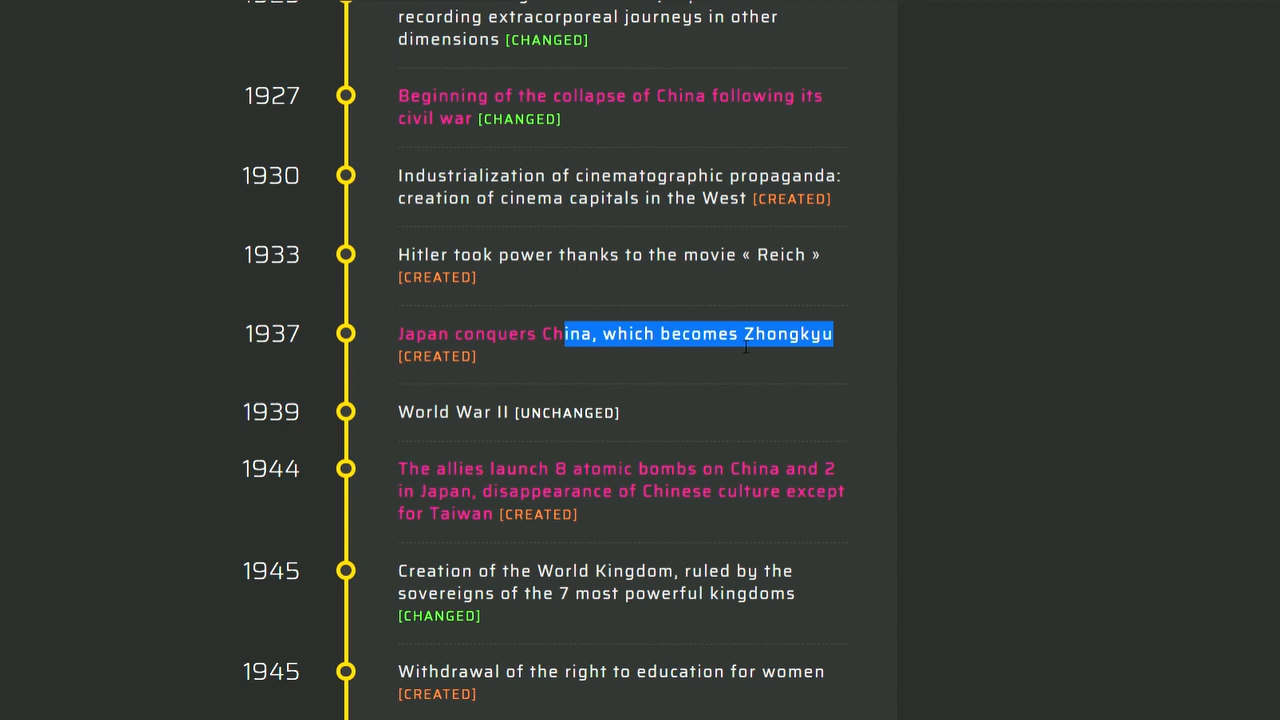 recording extracorporeal journeys in other
dimensions [CHANGED]
1927
Beginning of the collapse of China following its
civil war [CHANGED]
1930
Industrialization of cinematographic propaganda:
creation of cinema capitals in the West [CREATED]
1933
Hitler took power thanks to the movie « Reich »
[CREATED]
1937
Japan conquers China, which becomes Zhongkyu
[CREATED]
1939
World War II [UNCHANGED]
1944
The allies launch 8 atomic bombs on China and 2
in Japan, disappearance of Chinese culture except
for Taiwan [CREATED]
1945
Creation of the World Kingdom, ruled by the
sovereigns of the 7 most powerful kingdoms
[CHANGED]
1945
Withdrawal of the right to education for women
[CREATED]